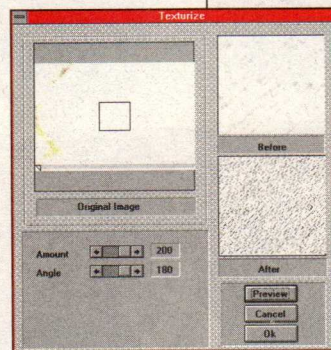 Texturize
Before
Original Image
After
Amount 200
Angle 180
Preview
Cancel
Ok